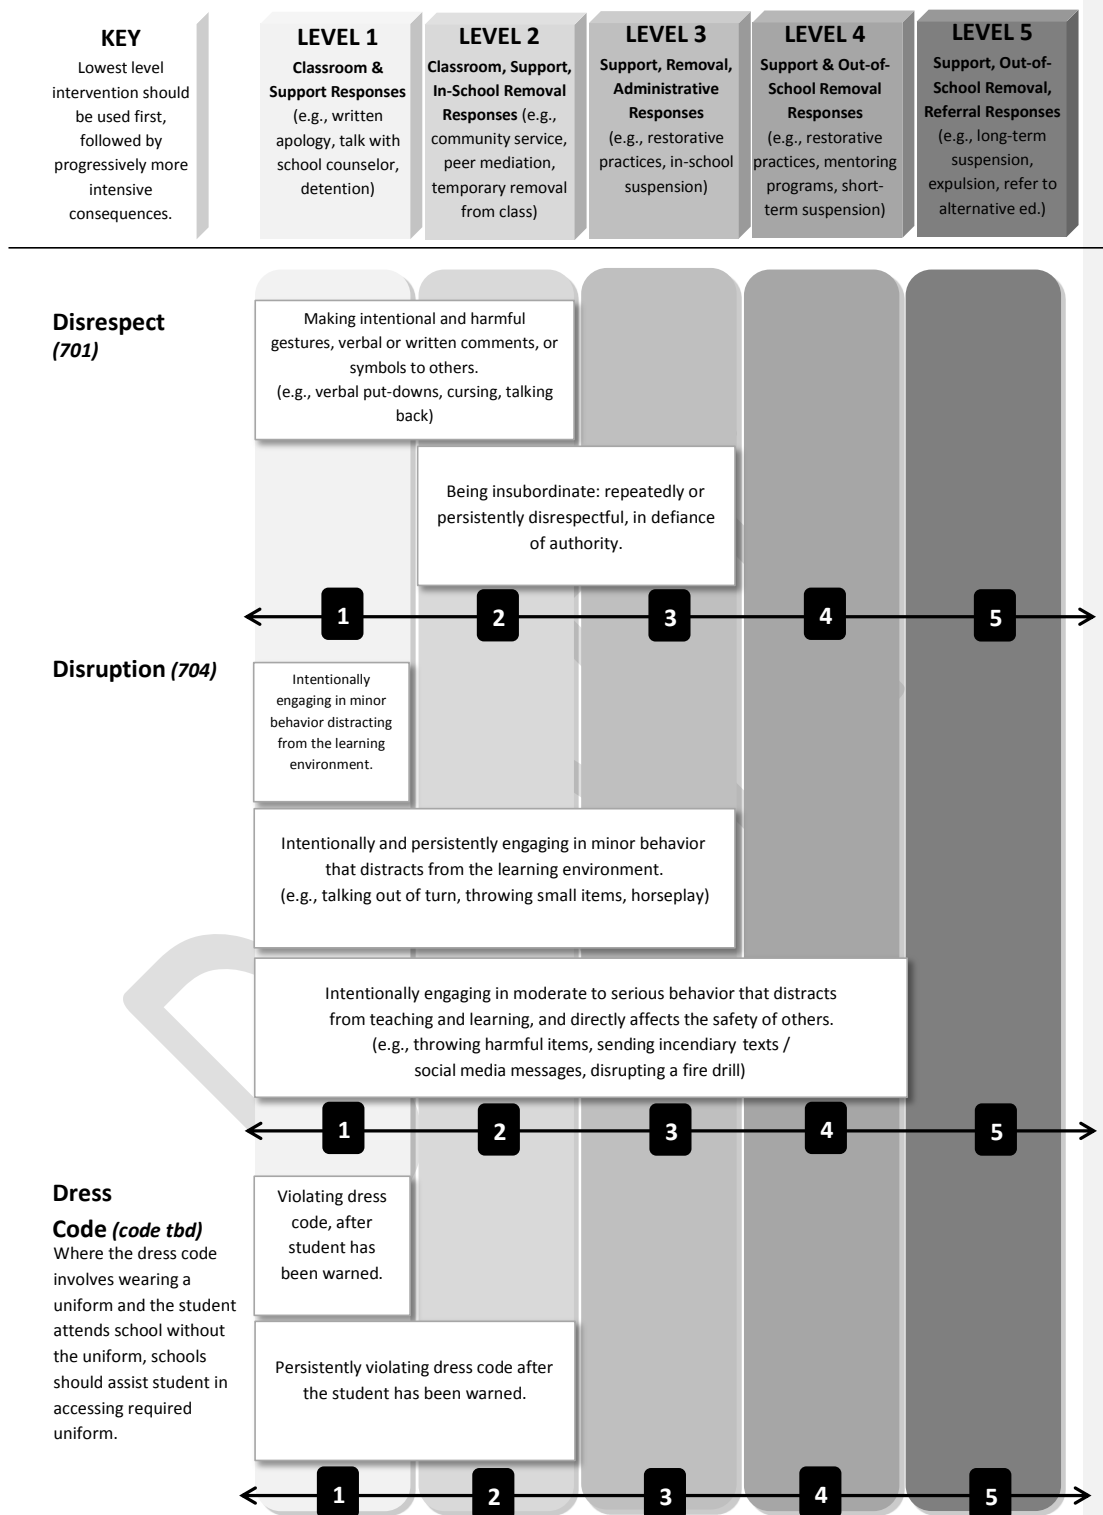 KEY
Lowest level
intervention should
be used first,
followed by
progressively more
intensive
consequences.
LEVEL 1
Classroom &
Support Responses
(e.g., written
apology, talk with
school counselor,
detention)
LEVEL 2
Classroom, Support,
In-School Removal
Responses (e.g.,
community service,
peer mediation,
temporary removal
from class)
LEVEL 3
Support, Removal,
Administrative
Responses
(e.g., restorative
practices, in-school
suspension)
LEVEL 4
Support & Out-of-
School Removal
Responses
(e.g., restorative
practices, mentoring
programs, short-
term suspension)
LEVEL 5
Support, Out-of-
School Removal,
Referral Responses
(e.g., long-term
suspension,
expulsion, refer to
alternative ed.)
Disrespect
(701)
Making intentional and harmful
gestures, verbal or written comments, or
symbols to others.
(e.g., verbal put-downs, cursing, talking
back)
Being insubordinate: repeatedly or
persistently disrespectful, in defiance
of authority.
1 2 3 4 5
Disruption (704)
Intentionally
engaging in minor
behavior distracting
from the learning
environment.
Intentionally and persistently engaging in minor behavior
that distracts from the learning environment.
(e.g., talking out of turn, throwing small items, horseplay)
Intentionally engaging in moderate to serious behavior that distracts
from teaching and learning, and directly affects the safety of others.
(e.g., throwing harmful items, sending incendiary texts /
social media messages, disrupting a fire drill)
1 2 3 4 5
Dress
Code (code tbd)
Where the dress code
involves wearing a
uniform and the student
attends school without
the uniform, schools
should assist student in
accessing required
uniform.
Violating dress
code, after
student has
been warned.
Persistently violating dress code after
the student has been warned.
1 2 3 4 5